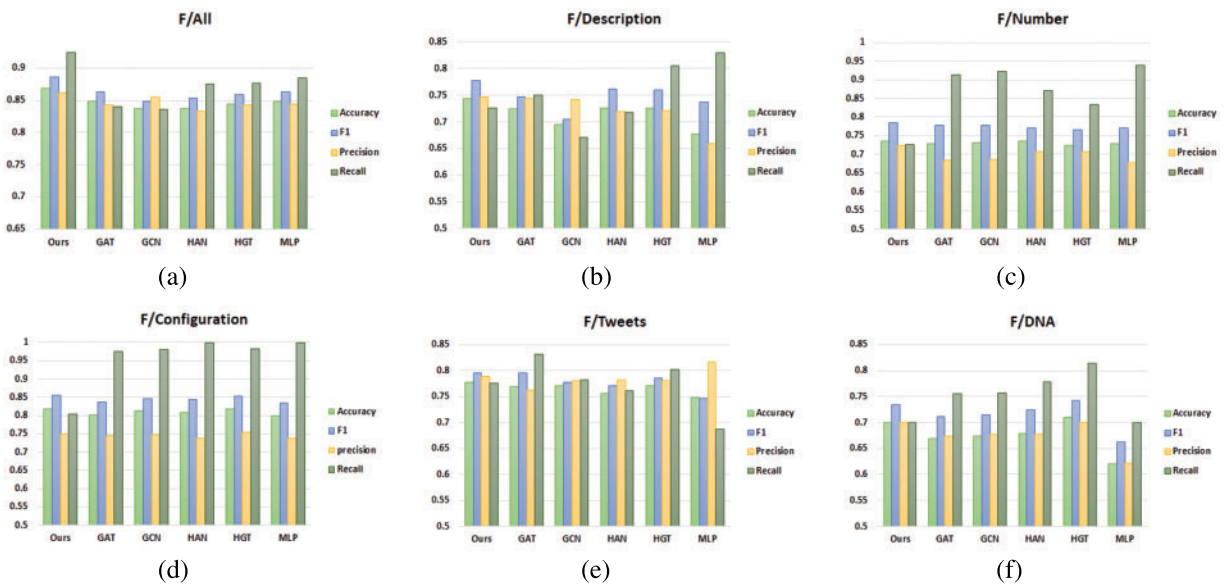 F/All
0.9
0.85
0.8
0.75
0.7
0.65
Ours GAT GCN HAN HGT MLP
Accuracy
F1
Precision
Recall
(a)
F/Description
0.85
0.8
0.75
0.7
0.65
0.6
0.55
0.5
Ours GAT GCN HAN HGT MLP
Accuracy
F1
Precision
Recall
(b)
F/Number
1
0.95
0.9
0.85
0.8
0.75
0.7
0.65
0.6
0.55
0.5
Ours GAT GCN HAN HGT MLP
Accuracy
F1
Precision
Recall
(c)
F/Configuration
1
0.95
0.9
0.85
0.8
0.75
0.7
0.65
0.6
0.55
0.5
Ours GAT GCN HAN HGT MLP
Accuracy
F1
precision
Recall
(d)
F/Tweets
0.85
0.8
0.75
0.7
0.65
0.6
0.55
0.5
Ours GAT GCN HAN HGT MLP
Accuracy
F1
Precision
Recall
(e)
F/DNA
0.85
0.8
0.75
0.7
0.65
0.6
0.55
0.5
Ours GAT GCN HAN HGT MLP
Accuracy
F1
Precision
Recall
(f)